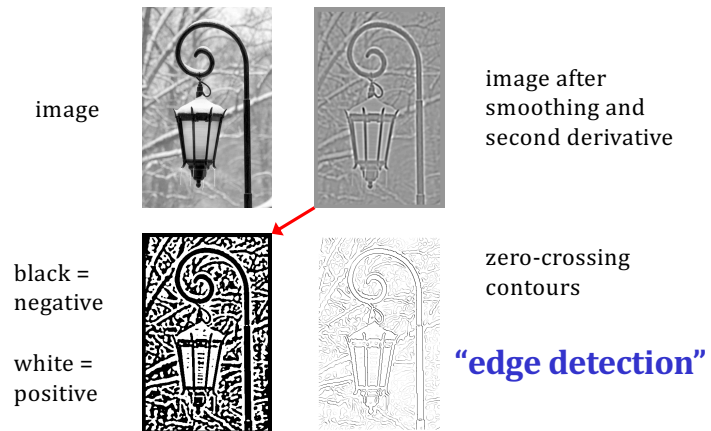 image
image after
smoothing and
second derivative
black =
negative
white =
positive
zero-crossing
contours
“edge detection”